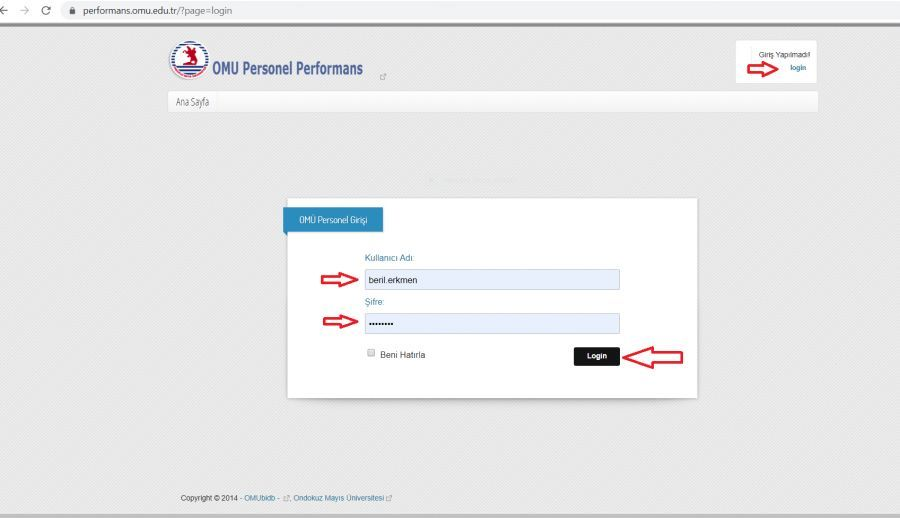 performans.omu.edu.tr/?page=login
Giriş Yapılmadı!
login
OMU Personel Performans
Ana Sayfa
OMÜ Personel Girişi
Kullanıcı Adı:
beril.erkmen
Şifre:
••••••••
Beni Hatırla
Login
Copyright © 2014 - OMUbidb - , Ondokuz Mayıs Üniversitesi